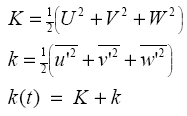 K = ½(U² + V² + W²)
k = ½(u'² + v'² + w'²)
k(t) = K + k